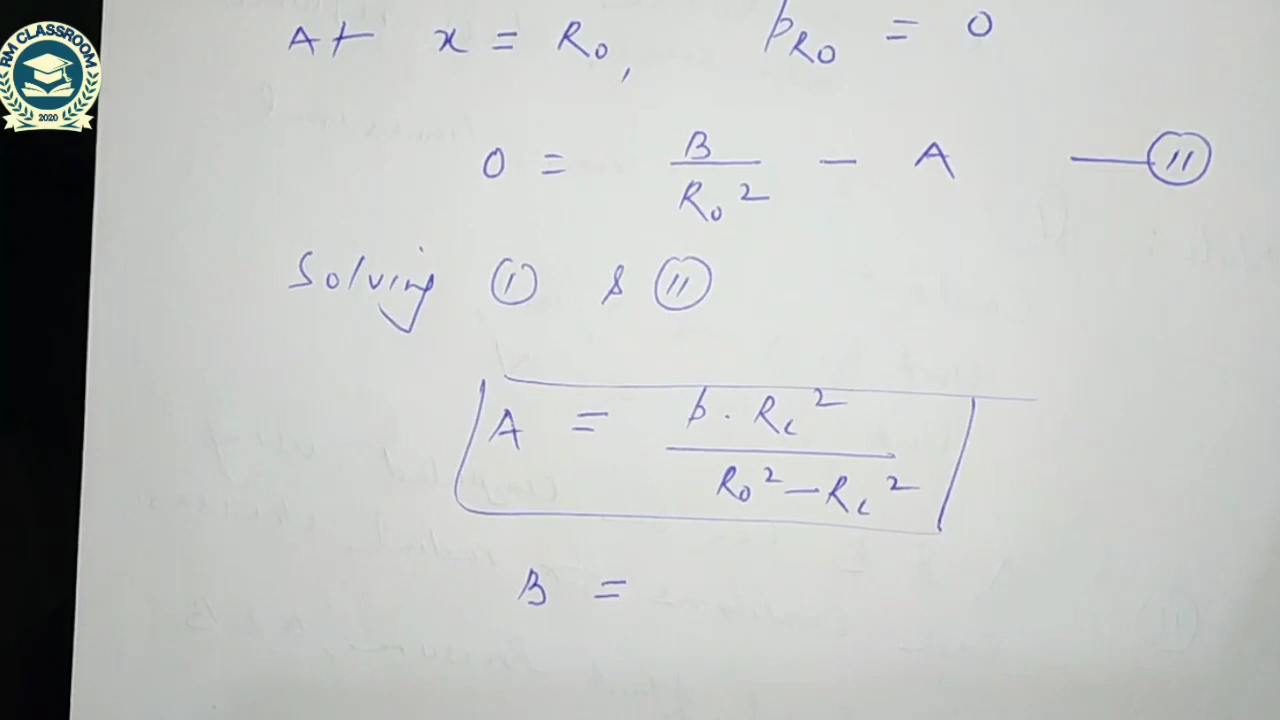 RM CLASSROOM
2020
At x = R₀, p_R₀ = 0
0 = B/R₀² - A —(II)
Solving (I) & (II)
A = p·Rᵢ²/R₀²-Rᵢ²
B =